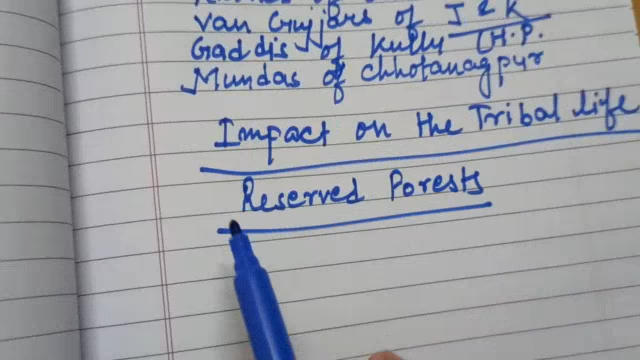 Van Gujjars of J & K
Gaddis of Kullu (H.P.
Mundas of Chhotanagpur
Impact on the Tribal life
Reserved Forests